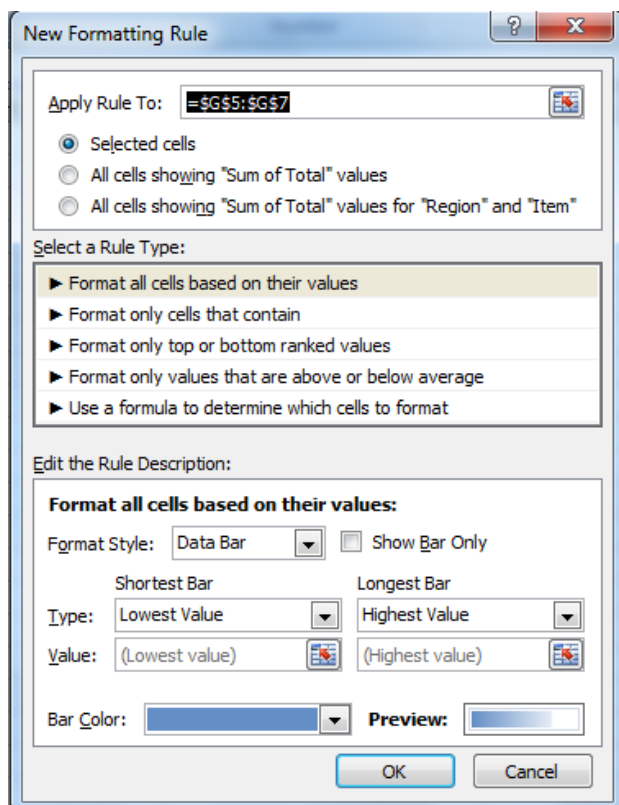 New Formatting Rule
?
Apply Rule To: =$G$5:$G$7
Selected cells
All cells showing "Sum of Total" values
All cells showing "Sum of Total" values for "Region" and "Item"
Select a Rule Type:
► Format all cells based on their values
► Format only cells that contain
► Format only top or bottom ranked values
► Format only values that are above or below average
► Use a formula to determine which cells to format
Edit the Rule Description:
Format all cells based on their values:
Format Style: Data Bar Show Bar Only
Shortest Bar Longest Bar
Type: Lowest Value Highest Value
Value: (Lowest value) (Highest value)
Bar Color: Preview:
OK Cancel